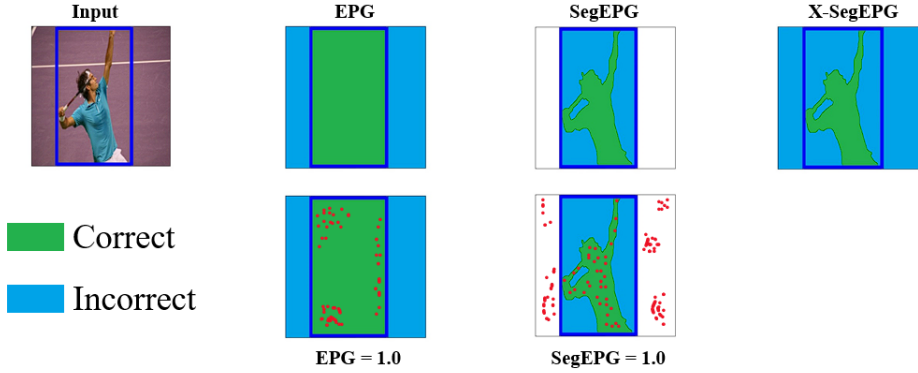 Input
EPG
SegEPG
X-SegEPG
Correct
Incorrect
EPG = 1.0
SegEPG = 1.0